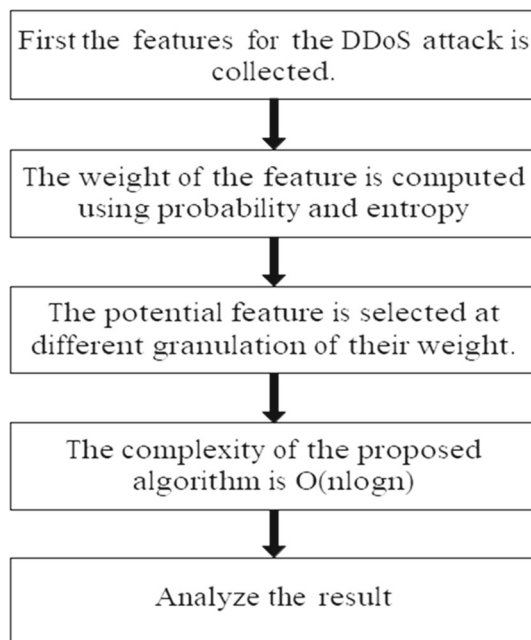 First the features for the DDoS attack is
collected.
The weight of the feature is computed
using probability and entropy
The potential feature is selected at
different granulation of their weight.
The complexity of the proposed
algorithm is O(nlogn)
Analyze the result